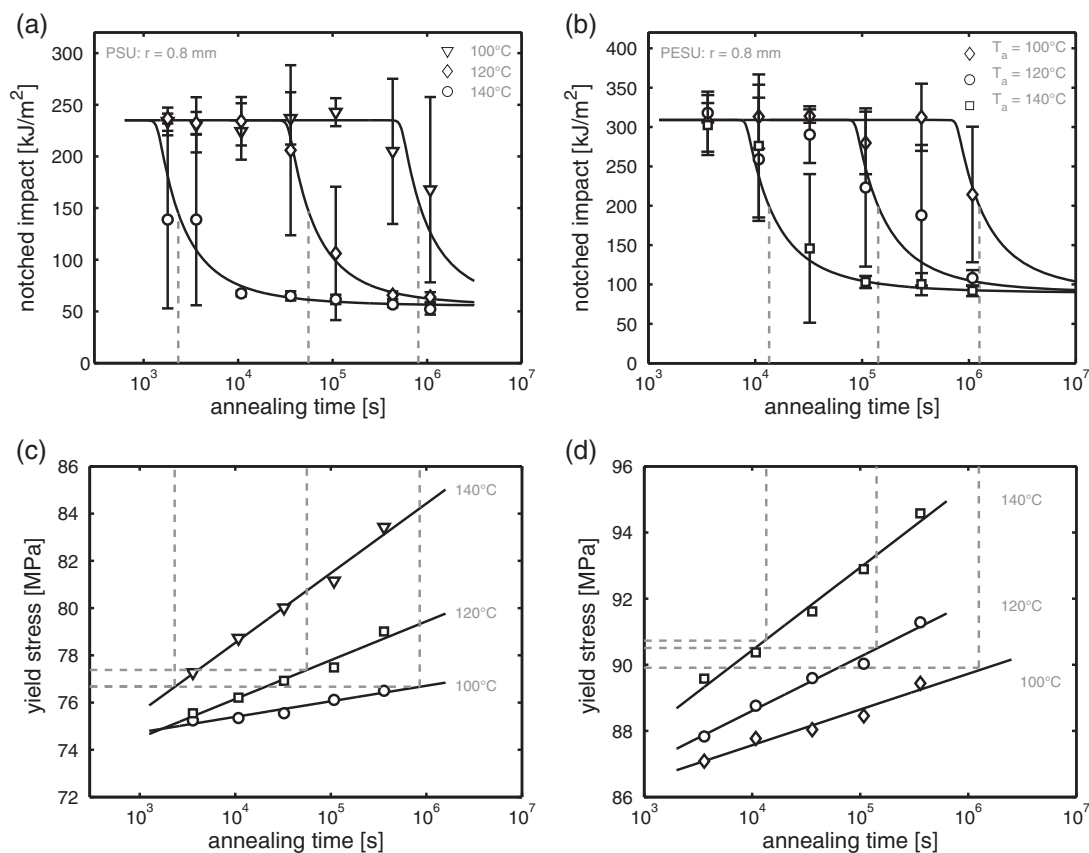 (a)
PSU: r = 0.8 mm
100°C
120°C
140°C
300
250
200
150
100
50
0
notched impact [kJ/m²]
10³ 10⁴ 10⁵ 10⁶ 10⁷
annealing time [s]
(b)
PESU: r = 0.8 mm
Tₐ = 100°C
Tₐ = 120°C
Tₐ = 140°C
400
350
300
250
200
150
100
50
0
notched impact [kJ/m²]
10³ 10⁴ 10⁵ 10⁶ 10⁷
annealing time [s]
(c)
86
84
82
80
78
76
75
72
yield stress [MPa]
140°C
120°C
100°C
10³ 10⁴ 10⁵ 10⁶ 10⁷
annealing time [s]
(d)
96
94
92
90
88
86
yield stress [MPa]
140°C
120°C
100°C
10³ 10⁴ 10⁵ 10⁶ 10⁷
annealing time [s]